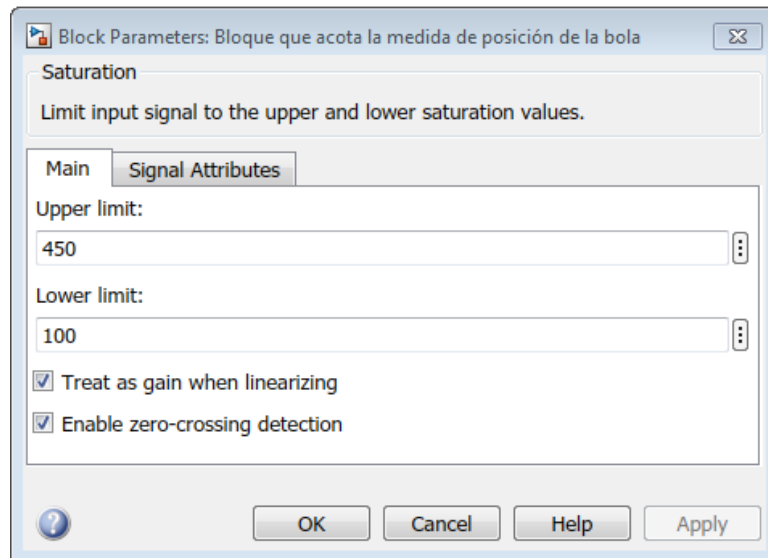 Block Parameters: Bloque que acota la medida de posición de la bola
Saturation
Limit input signal to the upper and lower saturation values.
Main
Signal Attributes
Upper limit:
450
Lower limit:
100
Treat as gain when linearizing
Enable zero-crossing detection
?
OK
Cancel
Help
Apply